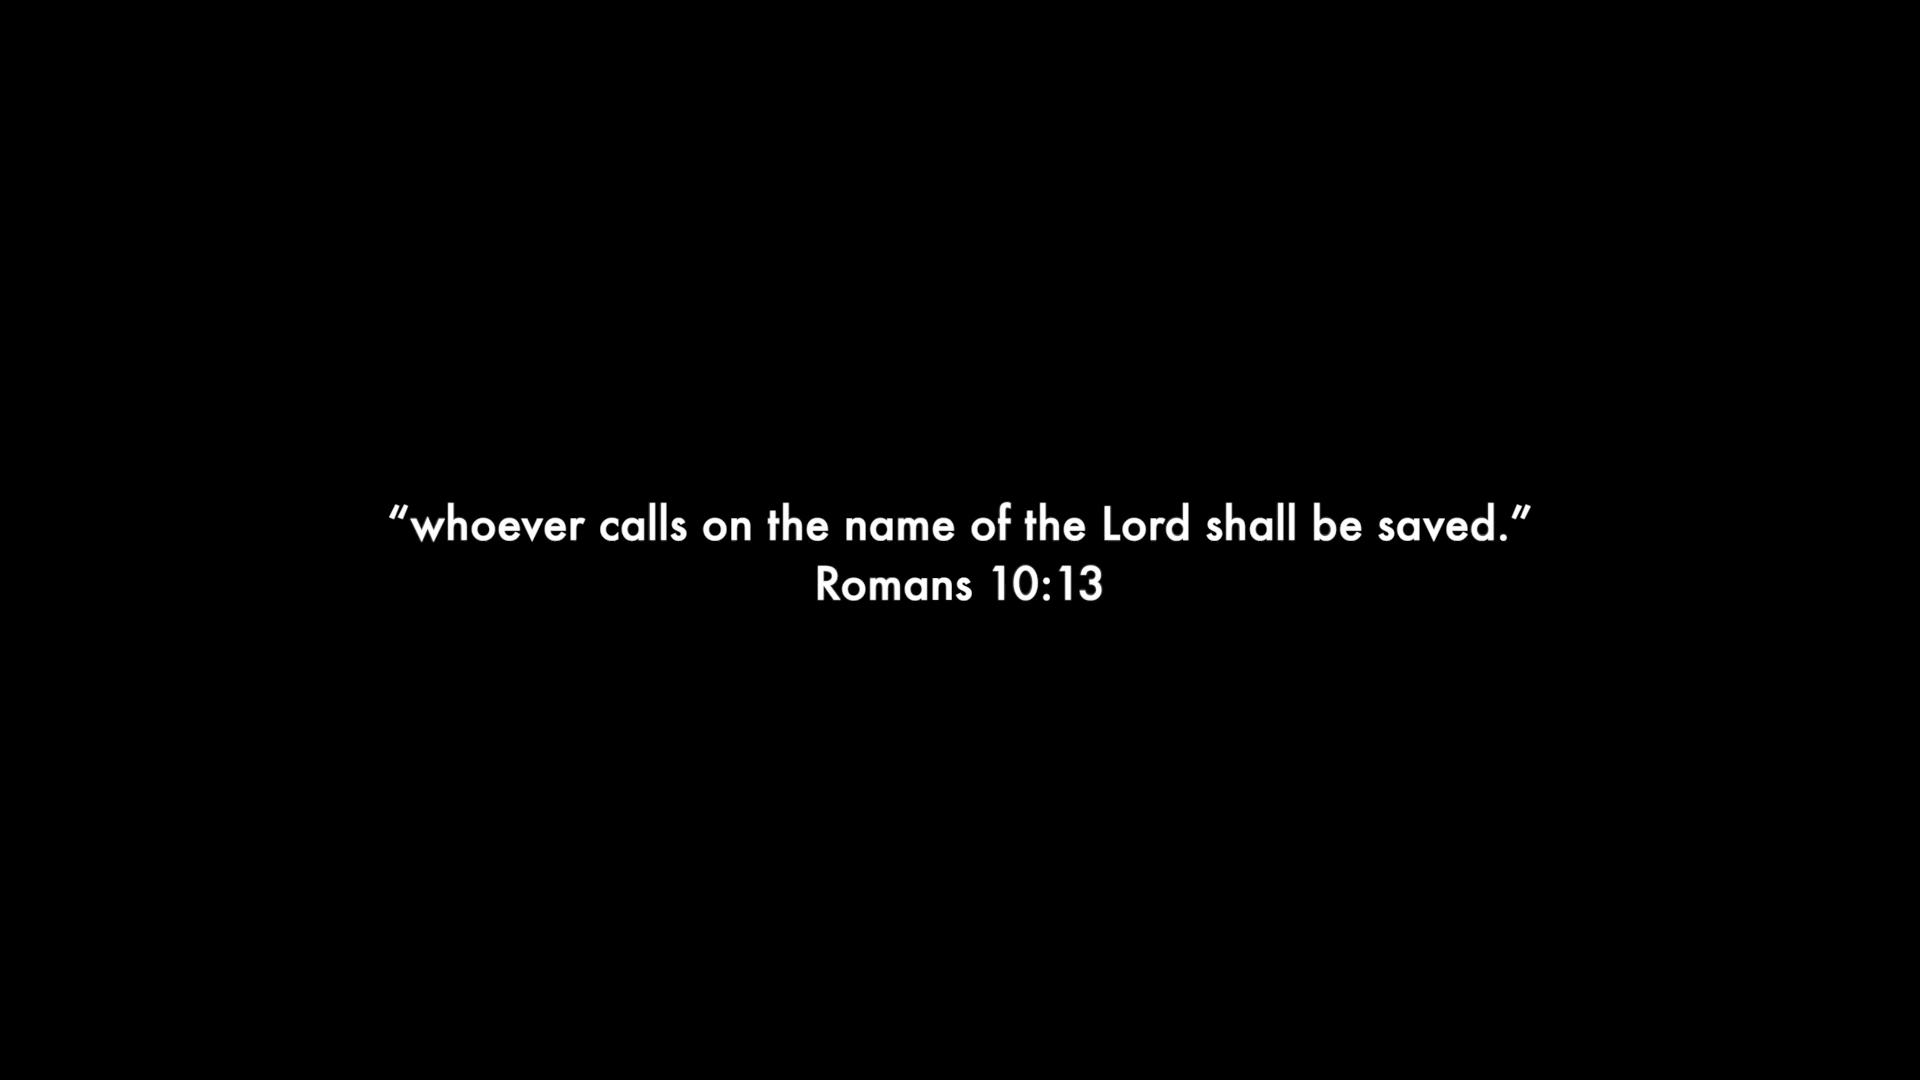 “whoever calls on the name of the Lord shall be saved.”
Romans 10:13